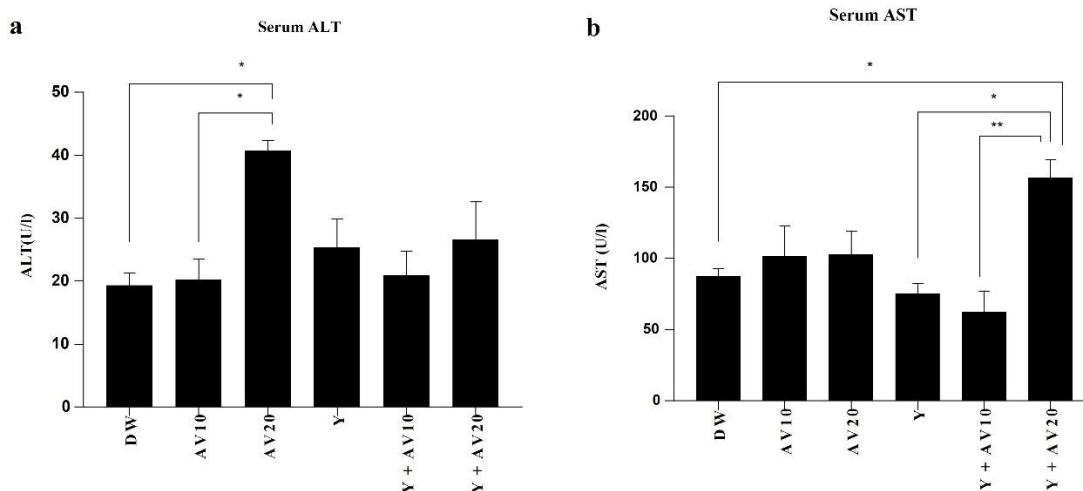 a
Serum ALT
*
*
50
40
30
20
10
0
ALT(U/l)
DW
AV10
AV20
Y
Y + AV10
Y + AV20
b
Serum AST
*
*
**
200
150
100
50
0
AST (U/l)
DW
AV10
AV20
Y
Y + AV10
Y + AV20